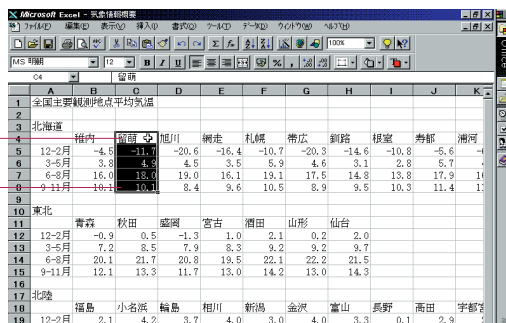 Microsoft Excel - 気象情報概要
ファイル(F) 編集(E) 表示(V) 挿入(I) 書式(O) ツール(T) データ(D) ウィンドウ(W) ヘルプ(H)
100%
MS 明朝 12 B I U
C4 留萌
A B C D E F G H I J K
1 全国主要観測地点平均気温
2
3 北海道
4 稚内 留萌 旭川 網走 札幌 帯広 釧路 根室 寿都 浦河
5 12-2月 -4.5 -11.7 -20.6 -16.4 -10.7 -20.3 -14.6 -10.8 -5.6
6 3-5月 3.8 4.9 4.5 3.5 5.9 4.6 3.1 2.8 5.7
7 6-8月 16.0 18.0 19.0 16.1 19.1 17.5 14.8 13.8 17.9
8 9-11月 10.1 10.1 8.4 9.6 10.5 8.9 9.5 10.3 11.4
9
10 東北
11 青森 秋田 盛岡 宮古 酒田 山形 仙台
12 12-2月 -0.9 0.5 -1.3 1.0 2.1 0.2 2.0
13 3-5月 7.2 8.5 7.9 8.3 9.2 9.2 9.7
14 6-8月 20.1 21.7 20.8 19.5 22.1 22.2 21.5
15 9-11月 12.1 13.3 11.7 13.0 14.2 13.0 14.3
16
17 北陸
18 福島 小名浜 輪島 相川 新潟 金沢 富山 長野 高田 宇都宮
19 12-2月 2.1 4.2 3.7 4.0 3.0 4.0 3.3 0.1 2.9